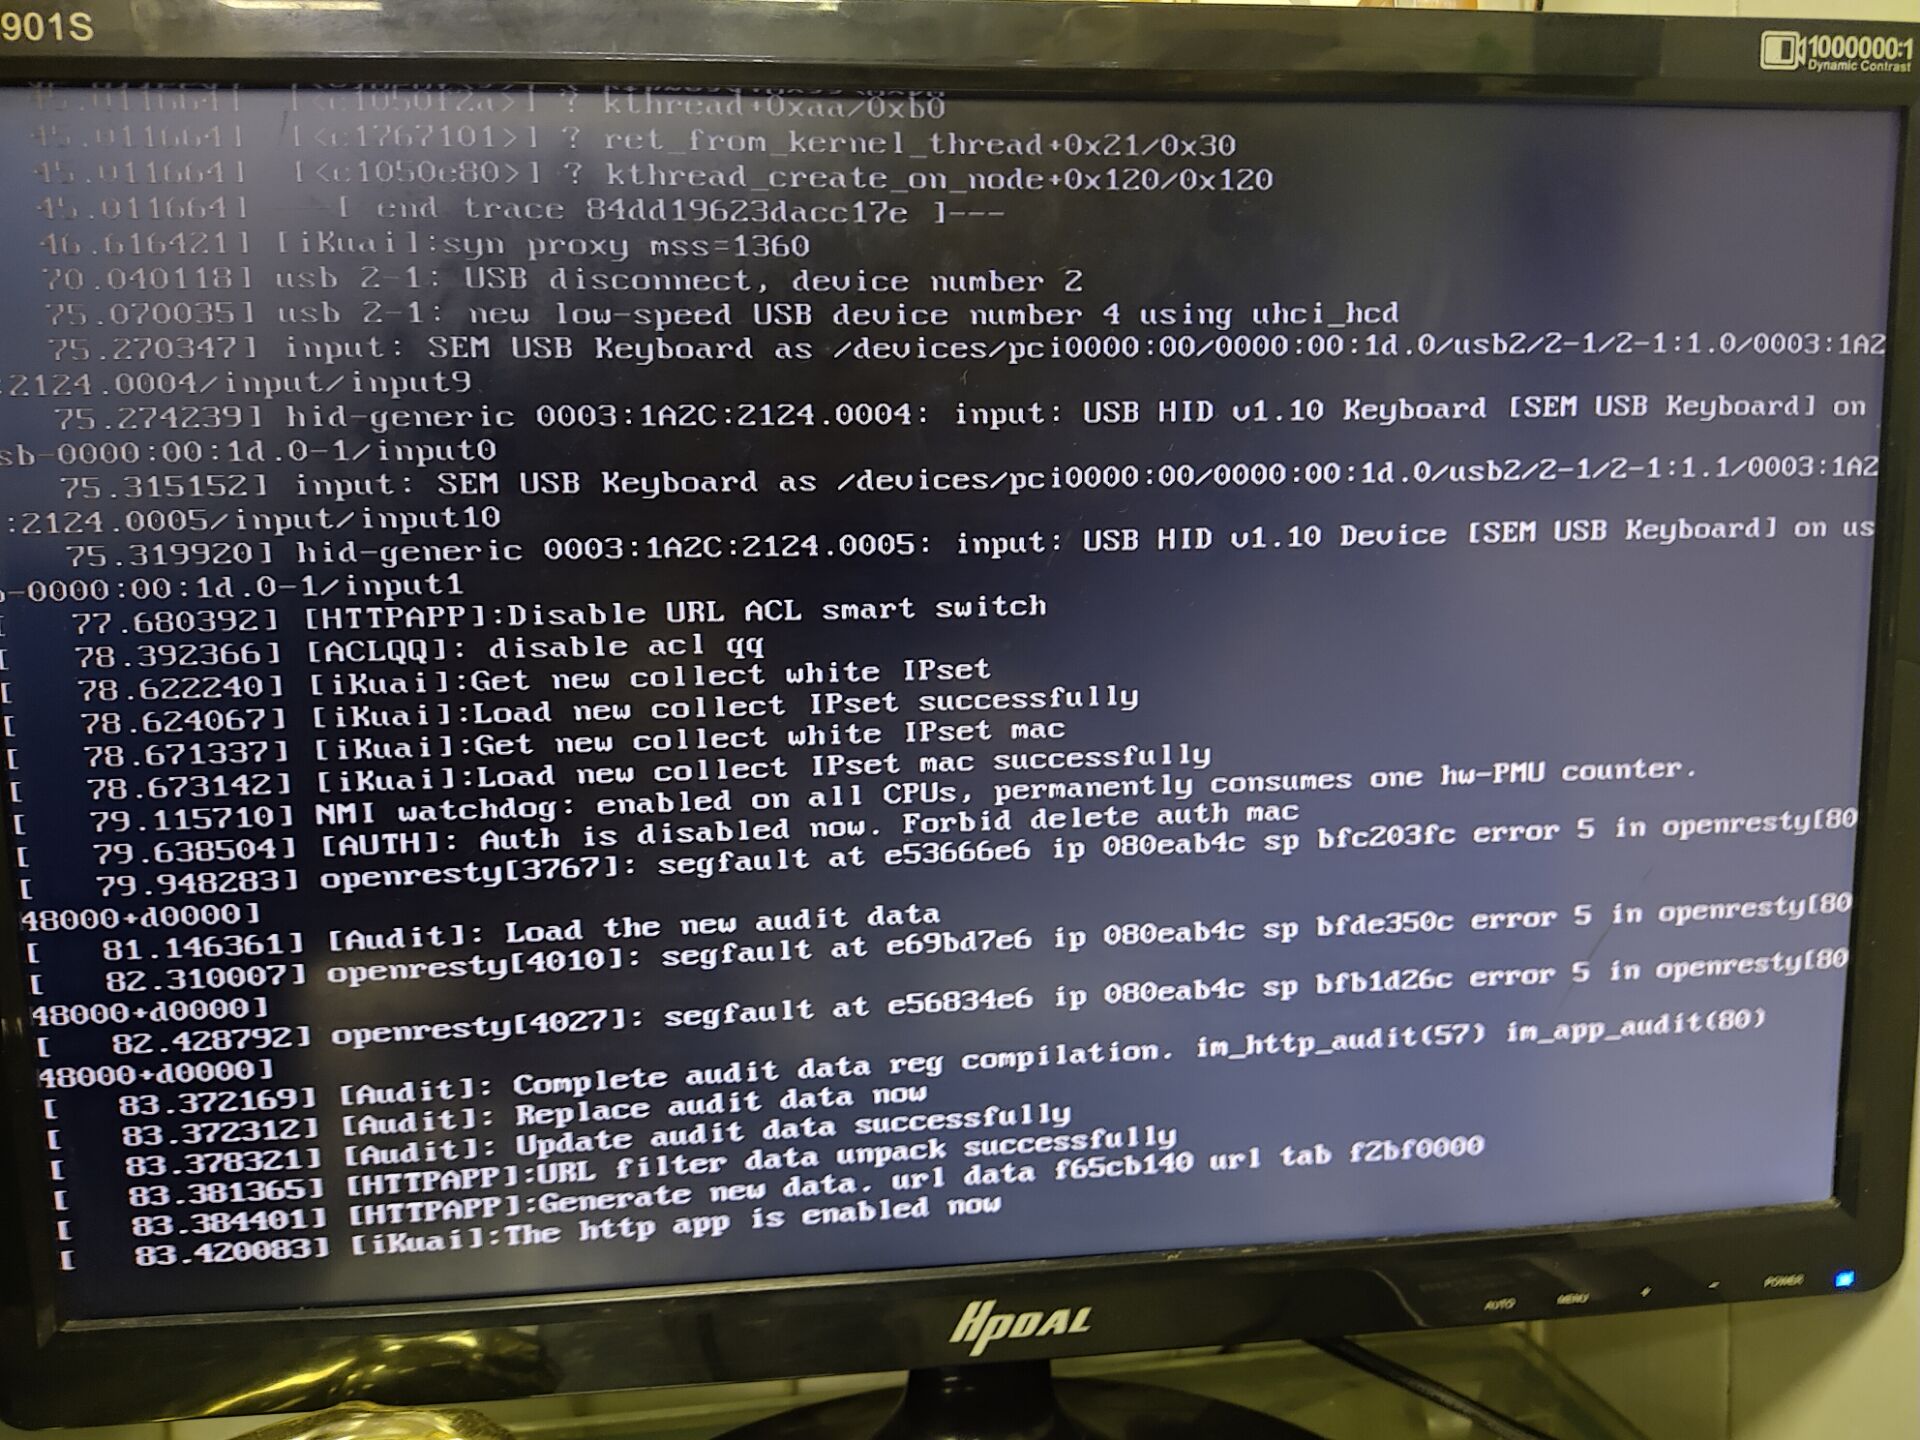 901S
1000000:1
Dynamic Contrast
45.011664] [<c1050f2a>] ? kthread+0xaa/0xb0
45.011664] [<c1767101>] ? ret_from_kernel_thread+0x21/0x30
45.011664] [<c1050e80>] ? kthread_create_on_node+0x120/0x120
45.011664] ---[ end trace 84dd19623dacc17e ]---
46.616421] [iKuai]:syn proxy mss=1360
70.040118] usb 2-1: USB disconnect, device number 2
75.070035] usb 2-1: new low-speed USB device number 4 using uhci_hcd
75.270347] input: SEM USB Keyboard as /devices/pci0000:00/0000:00:1d.0/usb2/2-1/2-1:1.0/0003:1A2
:2124.0004/input/input9
75.274239] hid-generic 0003:1A2C:2124.0004: input: USB HID v1.10 Keyboard [SEM USB Keyboard] on
sb-0000:00:1d.0-1/input0
75.315152] input: SEM USB Keyboard as /devices/pci0000:00/0000:00:1d.0/usb2/2-1/2-1:1.1/0003:1A2
:2124.0005/input/input10
75.319920] hid-generic 0003:1A2C:2124.0005: input: USB HID v1.10 Device [SEM USB Keyboard] on us
b-0000:00:1d.0-1/input1
[ 77.680392] [HTTPAPP]:Disable URL ACL smart switch
[ 78.392366] [ACLQQ]: disable acl qq
[ 78.622240] [iKuai]:Get new collect white IPset
[ 78.624067] [iKuai]:Load new collect IPset successfully
[ 78.671337] [iKuai]:Get new collect white IPset mac
[ 78.673142] [iKuai]:Load new collect IPset mac successfully
[ 79.115710] NMI watchdog: enabled on all CPUs, permanently consumes one hw-PMU counter.
[ 79.638504] [AUTH]: Auth is disabled now. Forbid delete auth mac
[ 79.948283] openresty[3767]: segfault at e53666e6 ip 080eab4c sp bfc203fc error 5 in openresty[80
48000+d0000]
[ 81.146361] [Audit]: Load the new audit data
[ 82.310007] openresty[4010]: segfault at e69bd7e6 ip 080eab4c sp bfde350c error 5 in openresty[80
48000+d0000]
[ 82.428792] openresty[4027]: segfault at e56834e6 ip 080eab4c sp bfb1d26c error 5 in openresty[80
48000+d0000]
[ 83.372169] [Audit]: Complete audit data reg compilation. im_http_audit(57) im_app_audit(80)
[ 83.372312] [Audit]: Replace audit data now
[ 83.378321] [Audit]: Update audit data successfully
[ 83.381365] [HTTPAPP]:URL filter data unpack successfully
[ 83.384401] [HTTPAPP]:Generate new data. url data f65cb140 url tab f2bf0000
[ 83.420083] [iKuai]:The http app is enabled now
HPOAL
AUTO MENU + - POWER